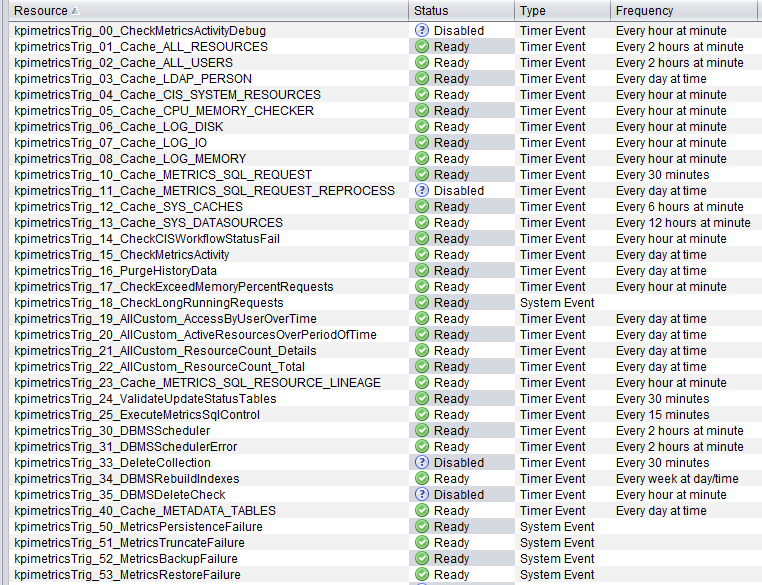 Resource Status Type Frequency
kpimetricsTrig_00_CheckMetricsActivityDebug Disabled Timer Event Every hour at minute
kpimetricsTrig_01_Cache_ALL_RESOURCES Ready Timer Event Every 2 hours at minute
kpimetricsTrig_02_Cache_ALL_USERS Ready Timer Event Every 2 hours at minute
kpimetricsTrig_03_Cache_LDAP_PERSON Ready Timer Event Every day at time
kpimetricsTrig_04_Cache_CIS_SYSTEM_RESOURCES Ready Timer Event Every hour at minute
kpimetricsTrig_05_Cache_CPU_MEMORY_CHECKER Ready Timer Event Every hour at minute
kpimetricsTrig_06_Cache_LOG_DISK Ready Timer Event Every hour at minute
kpimetricsTrig_07_Cache_LOG_IO Ready Timer Event Every hour at minute
kpimetricsTrig_08_Cache_LOG_MEMORY Ready Timer Event Every hour at minute
kpimetricsTrig_10_Cache_METRICS_SQL_REQUEST Ready Timer Event Every 30 minutes
kpimetricsTrig_11_Cache_METRICS_SQL_REQUEST_REPROCESS Disabled Timer Event Every day at time
kpimetricsTrig_12_Cache_SYS_CACHES Ready Timer Event Every 6 hours at minute
kpimetricsTrig_13_Cache_SYS_DATASOURCES Ready Timer Event Every 12 hours at minute
kpimetricsTrig_14_CheckCISWorkflowStatusFail Ready Timer Event Every hour at minute
kpimetricsTrig_15_CheckMetricsActivity Ready Timer Event Every day at time
kpimetricsTrig_16_PurgeHistoryData Ready Timer Event Every day at time
kpimetricsTrig_17_CheckExceedMemoryPercentRequests Ready Timer Event Every hour at minute
kpimetricsTrig_18_CheckLongRunningRequests Ready System Event
kpimetricsTrig_19_AllCustom_AccessByUserOverTime Ready Timer Event Every day at time
kpimetricsTrig_20_AllCustom_ActiveResourcesOverPeriodOfTime Ready Timer Event Every day at time
kpimetricsTrig_21_AllCustom_ResourceCount_Details Ready Timer Event Every day at time
kpimetricsTrig_22_AllCustom_ResourceCount_Total Ready Timer Event Every day at time
kpimetricsTrig_23_Cache_METRICS_SQL_RESOURCE_LINEAGE Ready Timer Event Every hour at minute
kpimetricsTrig_24_ValidateUpdateStatusTables Ready Timer Event Every 30 minutes
kpimetricsTrig_25_ExecuteMetricsSqlControl Ready Timer Event Every 15 minutes
kpimetricsTrig_30_DBMSScheduler Ready Timer Event Every 2 hours at minute
kpimetricsTrig_31_DBMSSchedulerError Ready Timer Event Every 2 hours at minute
kpimetricsTrig_33_DeleteCollection Disabled Timer Event Every 30 minutes
kpimetricsTrig_34_DBMSRebuildIndexes Ready Timer Event Every week at day/time
kpimetricsTrig_35_DBMSDeleteCheck Disabled Timer Event Every hour at minute
kpimetricsTrig_40_Cache_METADATA_TABLES Ready Timer Event Every day at time
kpimetricsTrig_50_MetricsPersistenceFailure Ready System Event
kpimetricsTrig_51_MetricsTruncateFailure Ready System Event
kpimetricsTrig_52_MetricsBackupFailure Ready System Event
kpimetricsTrig_53_MetricsRestoreFailure Ready System Event